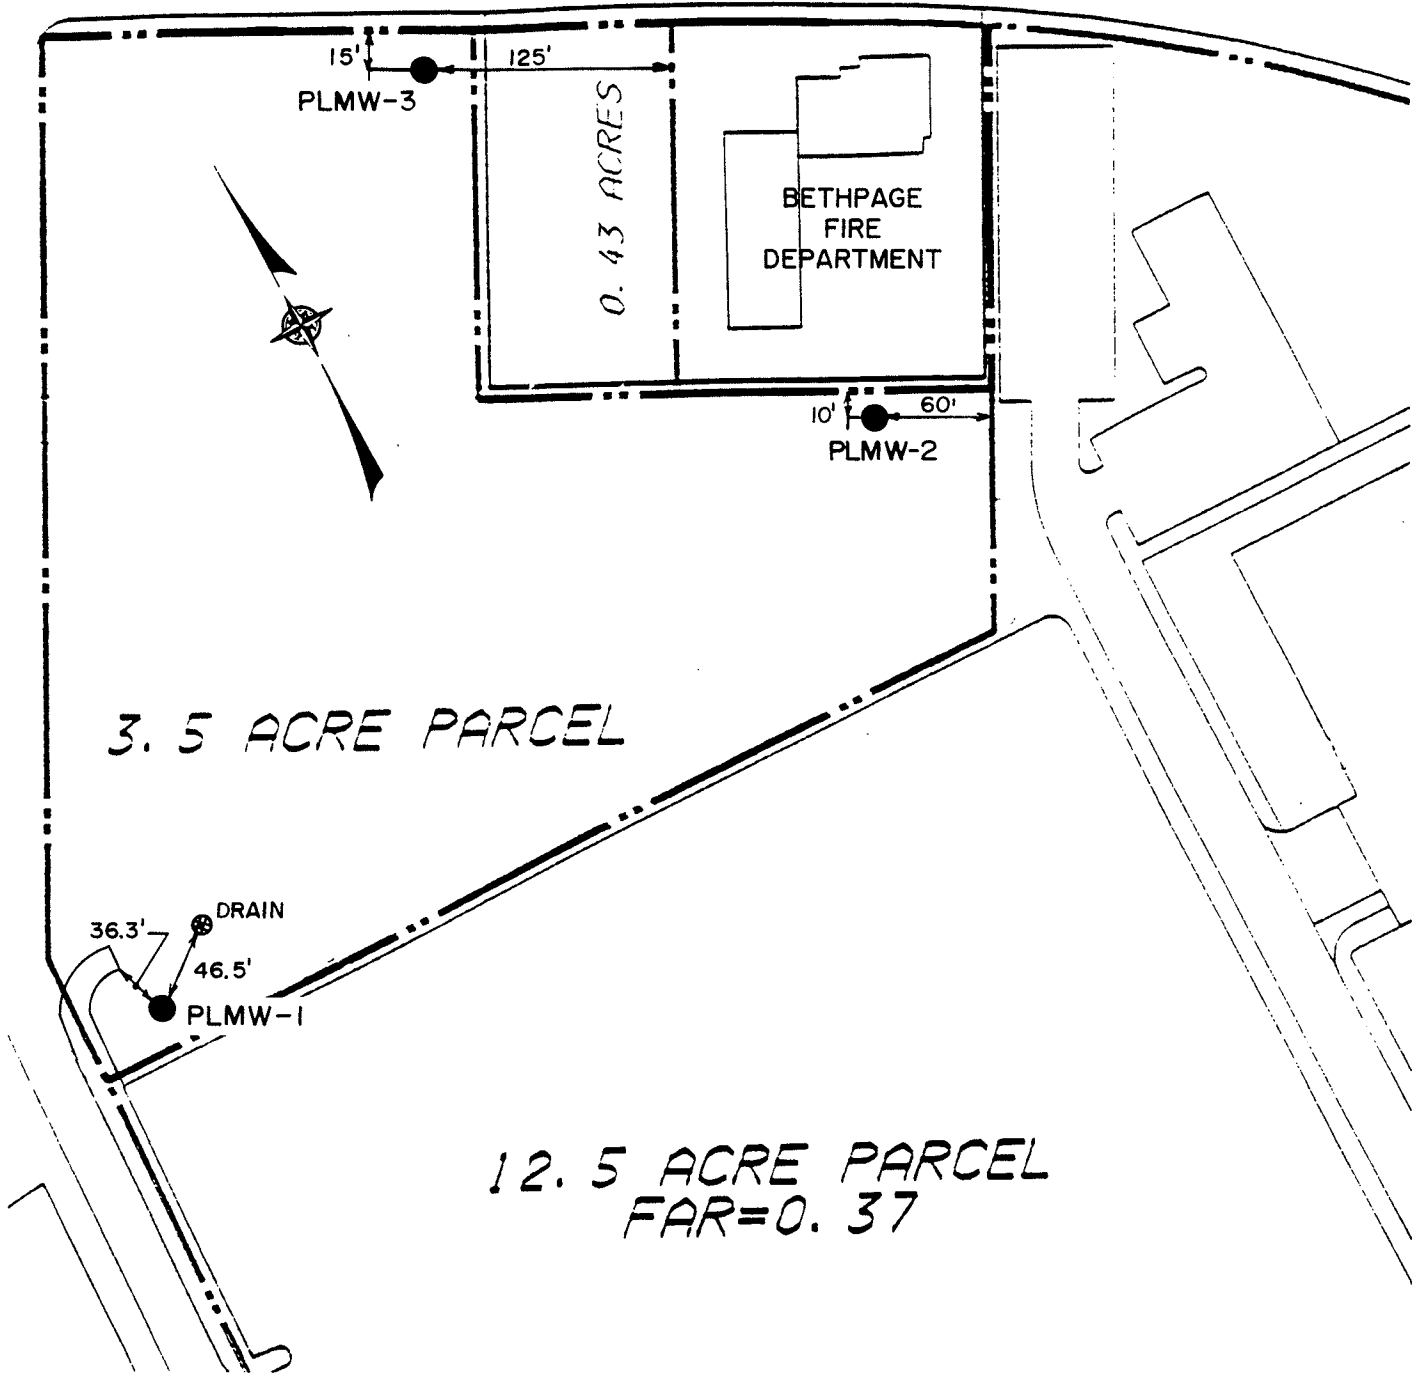 15'
125'
PLMW-3
0.43 ACRES
BETHPAGE
FIRE
DEPARTMENT
10'
60'
PLMW-2
3.5 ACRE PARCEL
DRAIN
36.3'
46.5'
PLMW-1
12.5 ACRE PARCEL
FAR=0.37